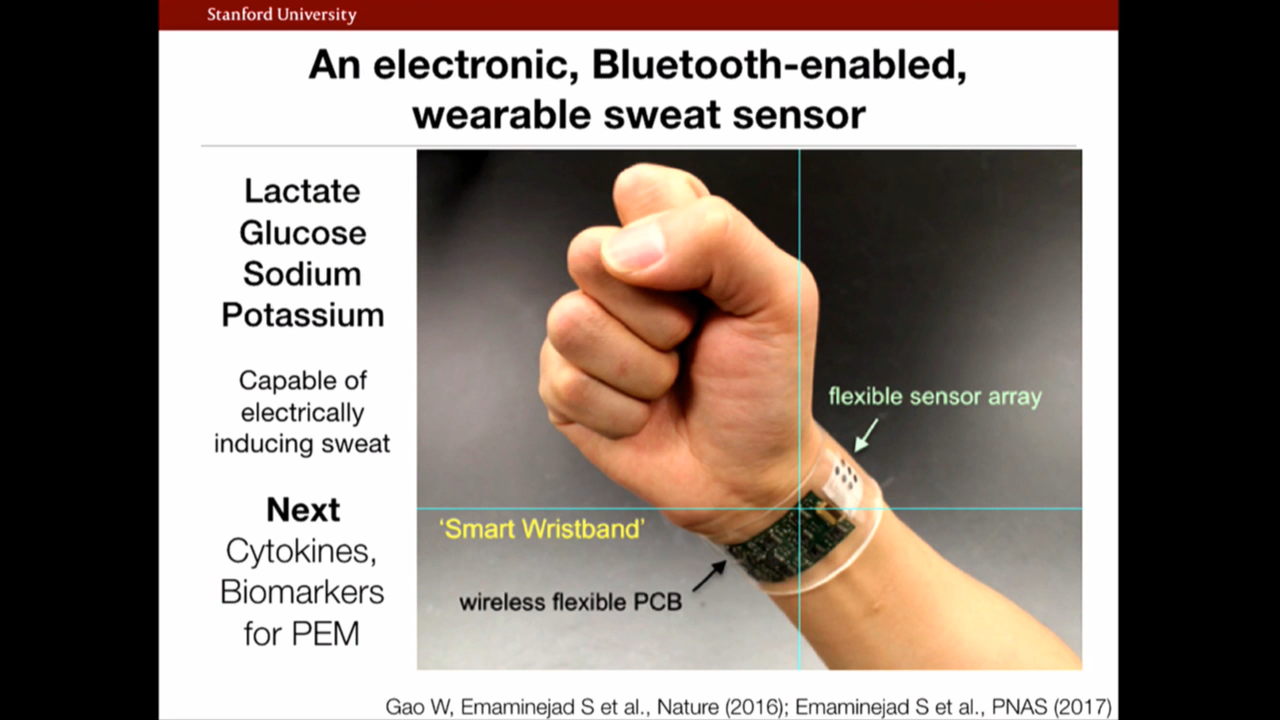 Stanford University
An electronic, Bluetooth-enabled,
wearable sweat sensor
Lactate
Glucose
Sodium
Potassium
Capable of
electrically
inducing sweat
Next
Cytokines,
Biomarkers
for PEM
flexible sensor array
‘Smart Wristband’
wireless flexible PCB
Gao W, Emaminejad S et al., Nature (2016); Emaminejad S et al., PNAS (2017)